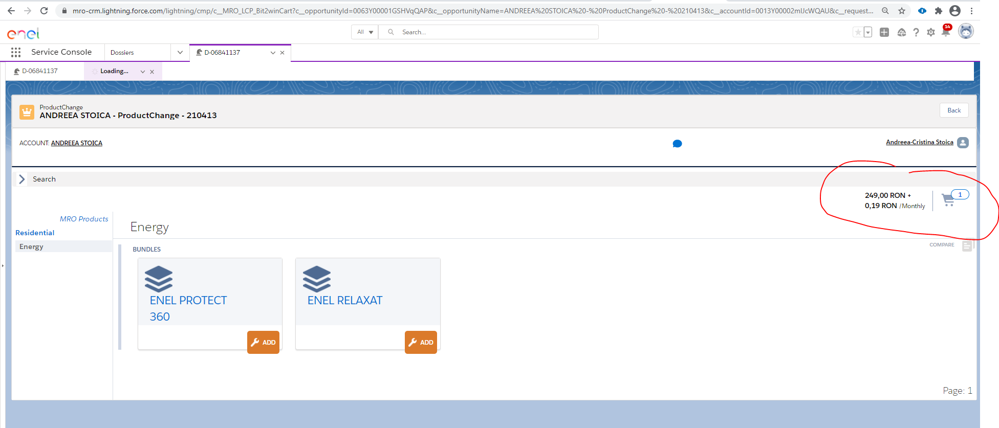 mro-crm.lightning.force.com/lightning/cmp/c__MRO_LCP_Bit2winCart?c__opportunityId=0063Y00001GSHVqQAP&c__opportunityName=ANDREEA%20STOICA%20-%20ProductChange%20-%20210413&c__accountId=0013Y00002mIJcWQAU&c__request...
enel
All
Search...
14
Service Console
Dossiers
D-06841137
D-06841137
Loading...
ProductChange
ANDREEA STOICA - ProductChange - 210413
Back
ACCOUNT: ANDREEA STOICA
Andreea-Cristina Stoica
Search
249,00 RON +
0,19 RON /Monthly
1
MRO Products
Residential
Energy
Energy
COMPARE
BUNDLES
ENEL PROTECT
360
ADD
ENEL RELAXAT
ADD
Page: 1